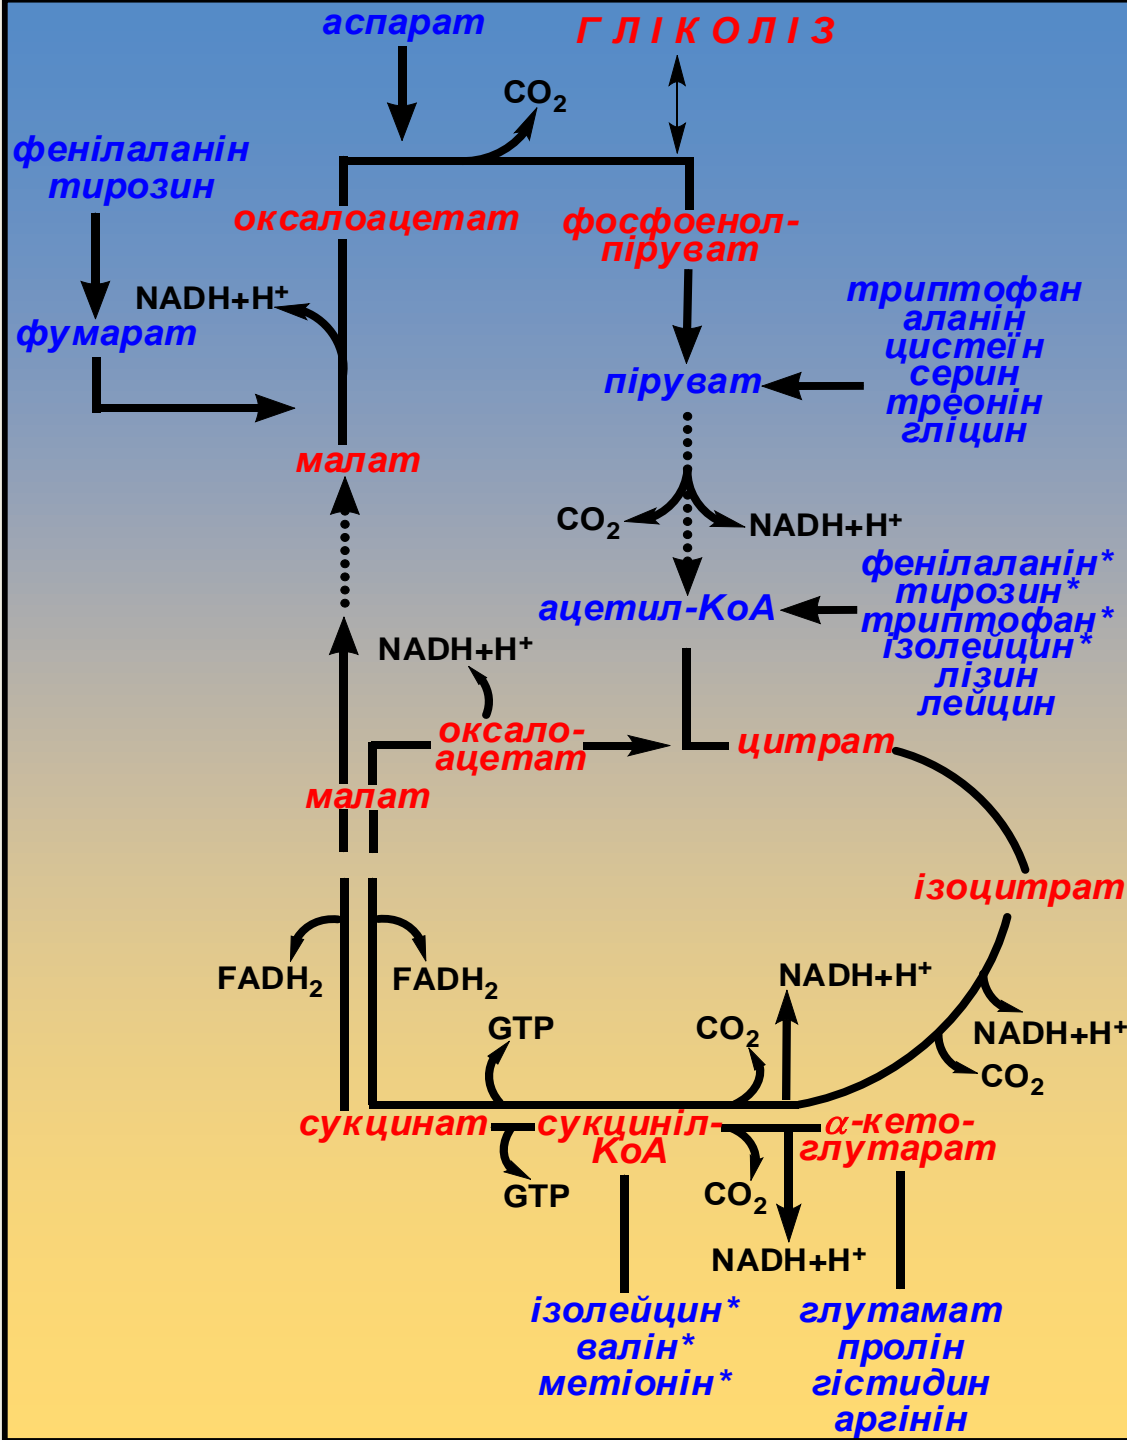 аспарат
ГЛІКОЛІЗ
CO2
фенілаланін
тирозин
оксалоацетат
фосфоенол-
піруват
NADH+H+
фумарат
триптофан
аланін
цистеїн
серин
треонін
гліцин
піруват
малат
CO2
NADH+H+
фенілаланін*
тирозин*
триптофан*
ізолейцин*
лізин
лейцин
ацетил-КоА
NADH+H+
оксало-
ацетат
цитрат
малат
ізоцитрат
FADH2
FADH2
NADH+H+
GTP
CO2
NADH+H+
CO2
сукцинат
сукциніл-
КоА
α-кето-
глутарат
GTP
CO2
NADH+H+
ізолейцин*
валін*
метіонін*
глутамат
пролін
гістидин
аргінін